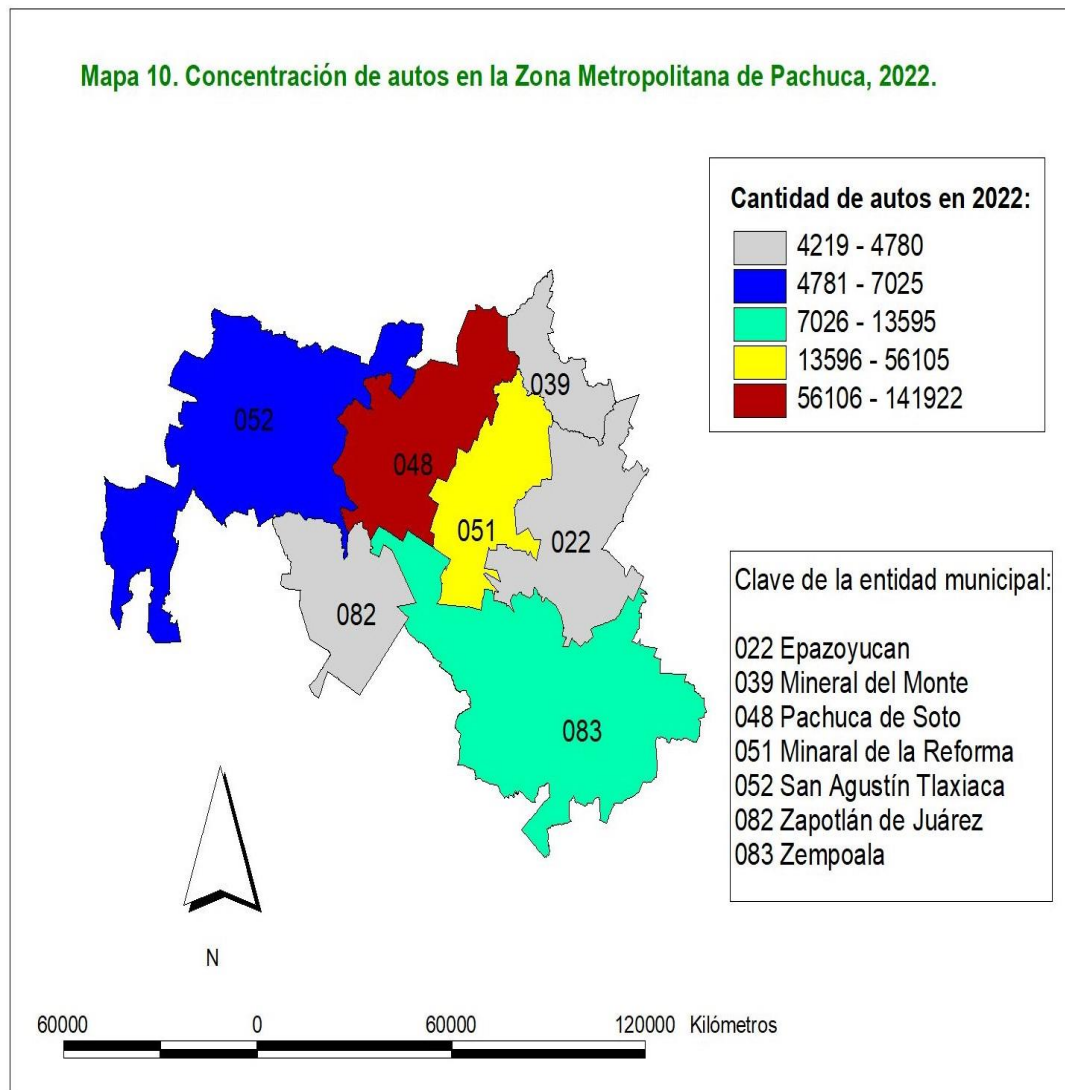 Mapa 10. Concentración de autos en la Zona Metropolitana de Pachuca, 2022.
Cantidad de autos en 2022:
4219 - 4780
4781 - 7025
7026 - 13595
13596 - 56105
56106 - 141922
039
052
048
051
022
082
083
Clave de la entidad municipal:
022 Epazoyucan
039 Mineral del Monte
048 Pachuca de Soto
051 Minaral de la Reforma
052 San Agustín Tlaxiaca
082 Zapotlán de Juárez
083 Zempoala
N
60000 0 60000 120000 Kilómetros